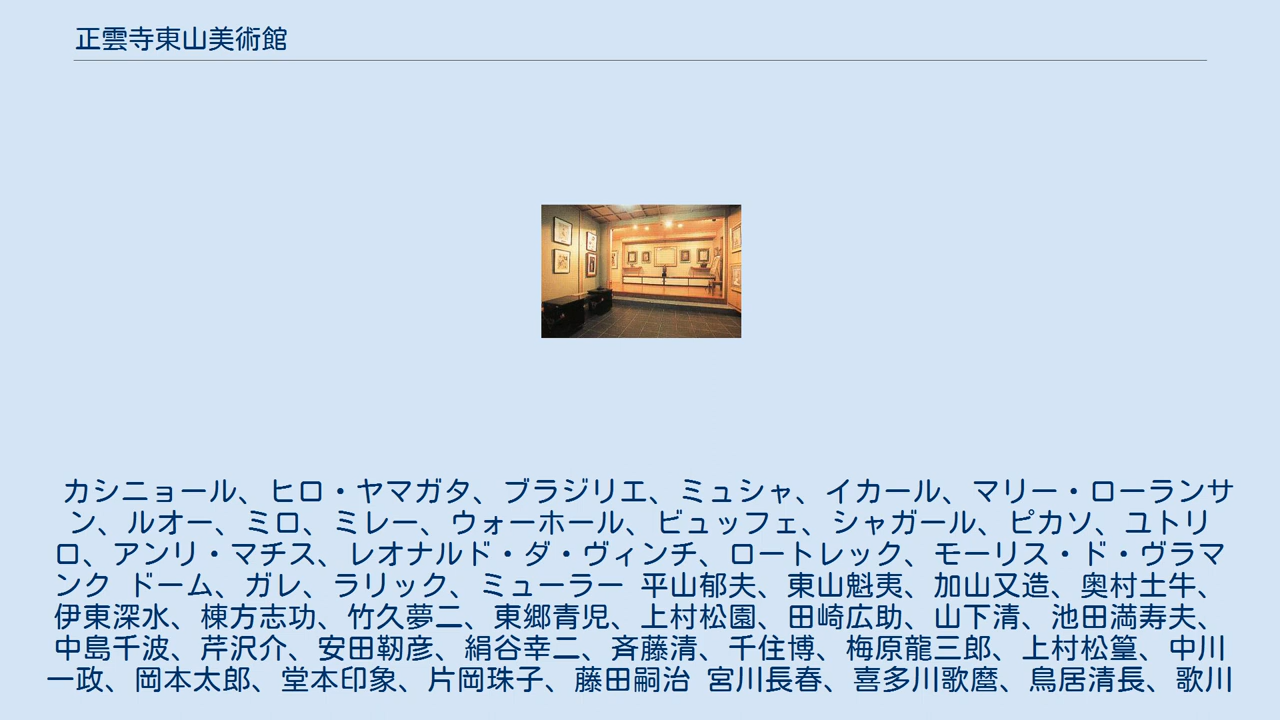 正雲寺東山美術館
カシニョール、ヒロ・ヤマガタ、ブラジリエ、ミュシャ、イカール、マリー・ローランサ
ン、ルオー、ミロ、ミレー、ウォーホール、ビュッフェ、シャガール、ピカソ、ユトリ
ロ、アンリ・マチス、レオナルド・ダ・ヴィンチ、ロートレック、モーリス・ド・ヴラマ
ンク ドーム、ガレ、ラリック、ミューラー 平山郁夫、東山魁夷、加山又造、奥村土牛、
伊東深水、棟方志功、竹久夢二、東郷青児、上村松園、田崎広助、山下清、池田満寿夫、
中島千波、芹沢介、安田靭彦、絹谷幸二、斉藤清、千住博、梅原龍三郎、上村松篁、中川
一政、岡本太郎、堂本印象、片岡珠子、藤田嗣治 宮川長春、喜多川歌麿、鳥居清長、歌川